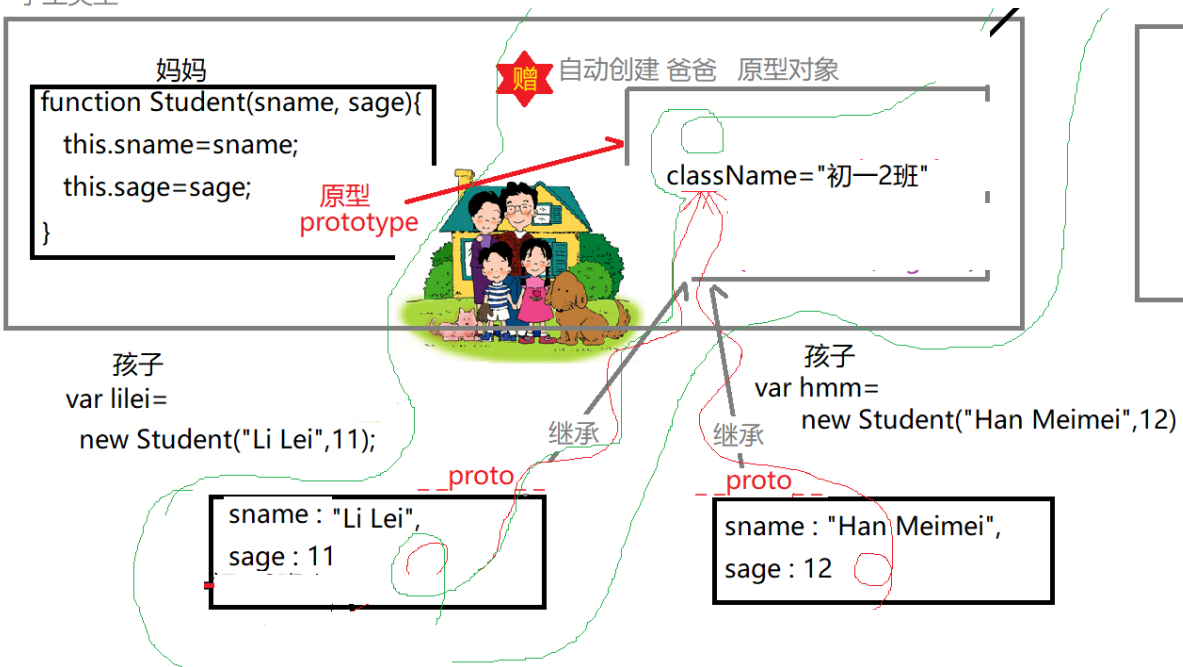 妈妈
function Student(sname, sage){
this.sname=sname;
this.sage=sage;
}
原型
prototype
赠
自动创建 爸爸 原型对象
className="初一2班"
孩子
var lilei=
new Student("Li Lei",11);
孩子
var hmm=
new Student("Han Meimei",12)
继承
继承
__proto__
sname : "Li Lei",
sage : 11
__proto__
sname : "Han Meimei",
sage : 12